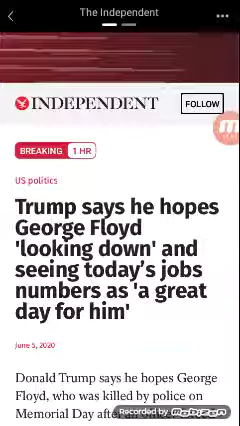 The Independent
INDEPENDENT
FOLLOW
BREAKING 1 HR
US politics
Trump says he hopes
George Floyd
'looking down' and
seeing today's jobs
numbers as 'a great
day for him'
June 5, 2020
Donald Trump says he hopes George
Floyd, who was killed by police on
Memorial Day after
Recorded by Mobizen